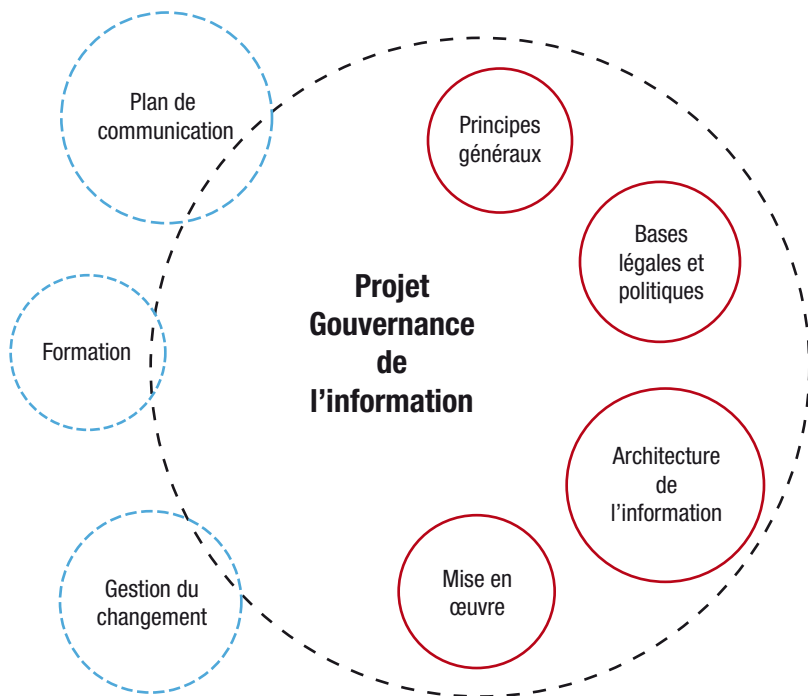 Plan de
communication
Principes
généraux
Bases
légales et
politiques
Projet
Gouvernance
de
l’information
Formation
Architecture
de
l’information
Mise en
œuvre
Gestion du
changement